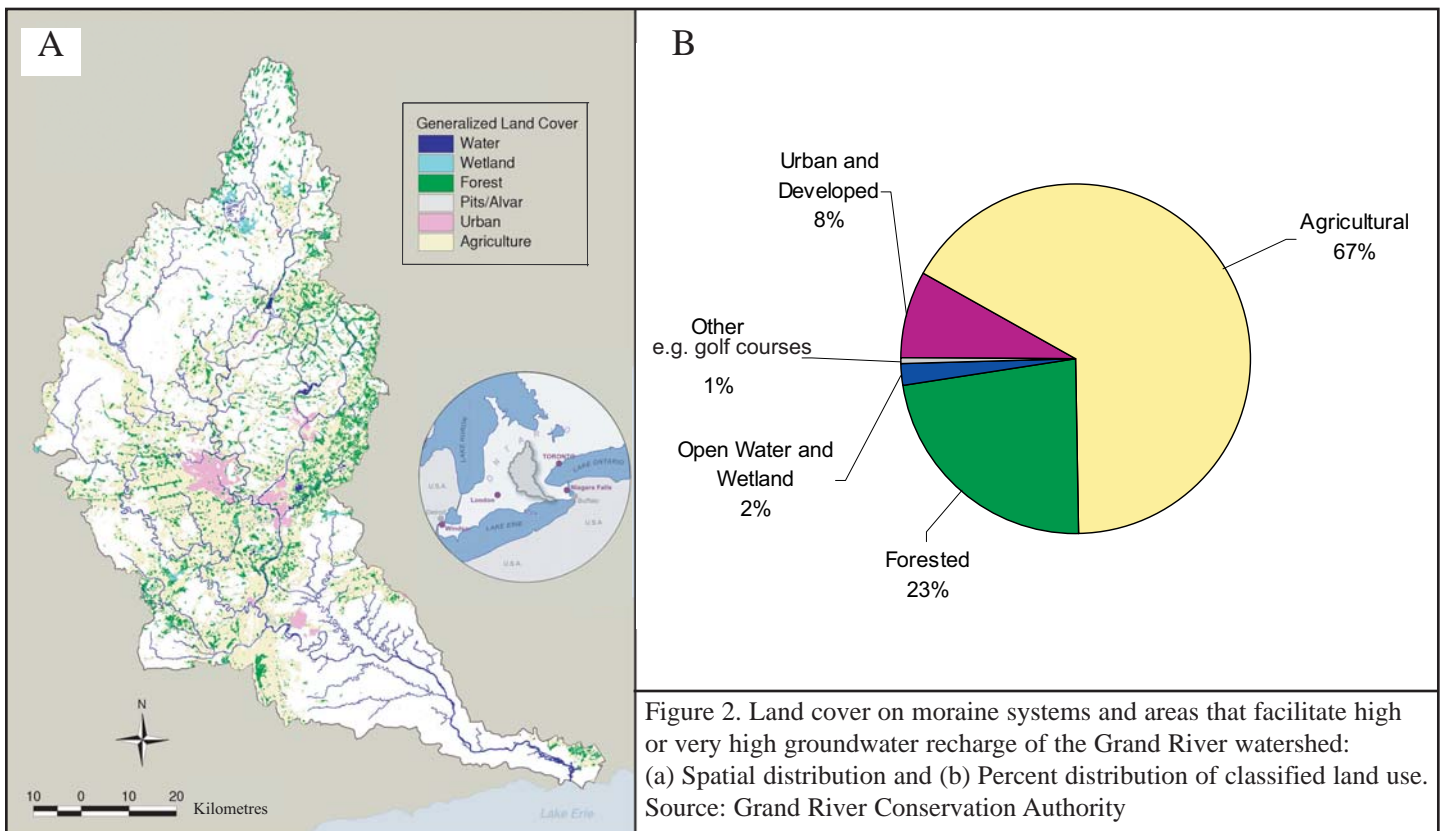 A
Generalized Land Cover
Water
Wetland
Forest
Pits/Alvar
Urban
Agriculture
ONTARIO
LAKE HURON
TORONTO
LAKE ONTARIO
Niagara Falls
Buffalo
U.S.A.
London
U.S.A.
Detroit
Windsor
LAKE ERIE
U.S.A.
N
10 0 10 20
Kilometres
Lake Erie
B
Urban and
Developed
8%
Agricultural
67%
Other
e.g. golf courses
1%
Open Water and
Wetland
2%
Forested
23%
Figure 2. Land cover on moraine systems and areas that facilitate high
or very high groundwater recharge of the Grand River watershed:
(a) Spatial distribution and (b) Percent distribution of classified land use.
Source: Grand River Conservation Authority